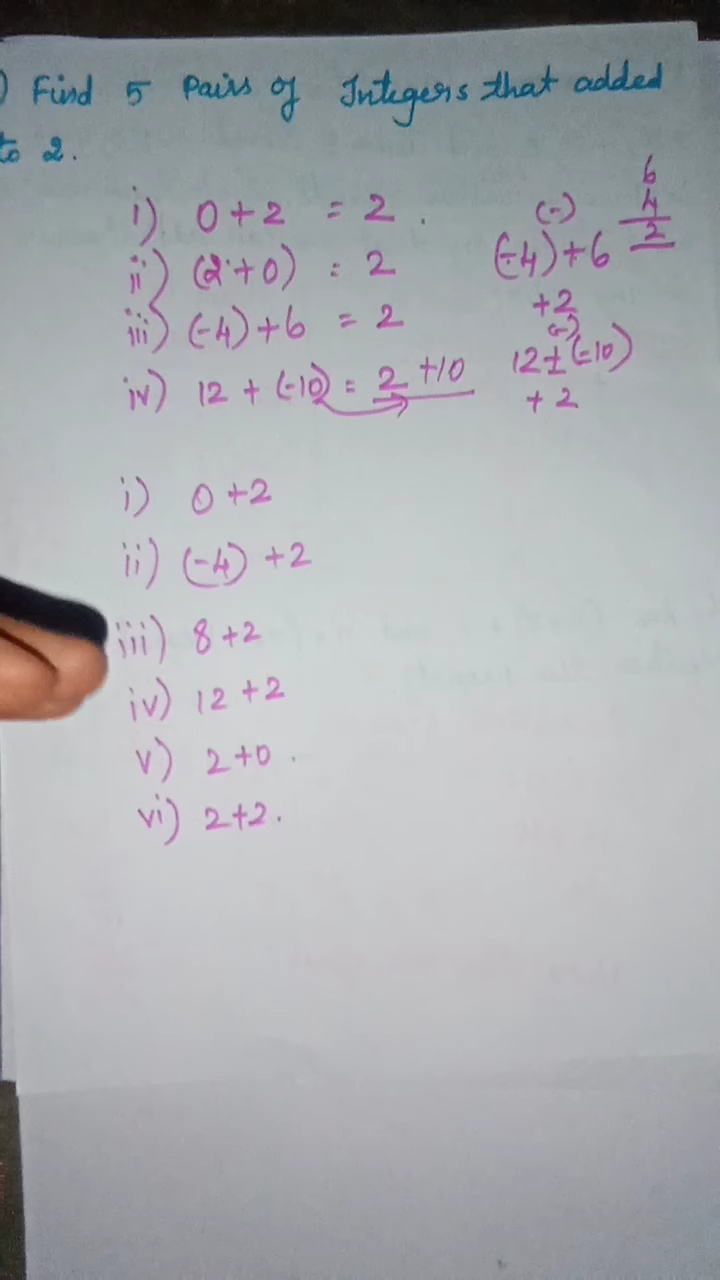 ) Find 5 Pairs of Integers that added
to 2.
i) 0 + 2 = 2 .
ii) (2 + 0) = 2
iii) (-4) + 6 = 2
iv) 12 + (-10) = 2 +10
(-)
(-4) + 6
+2
(-)
12 + (-10)
+ 2
6
4
2
i) 0 +2
ii) (-4) +2
iii) 8 +2
iv) 12 +2
v) 2 +0 .
vi) 2+2.